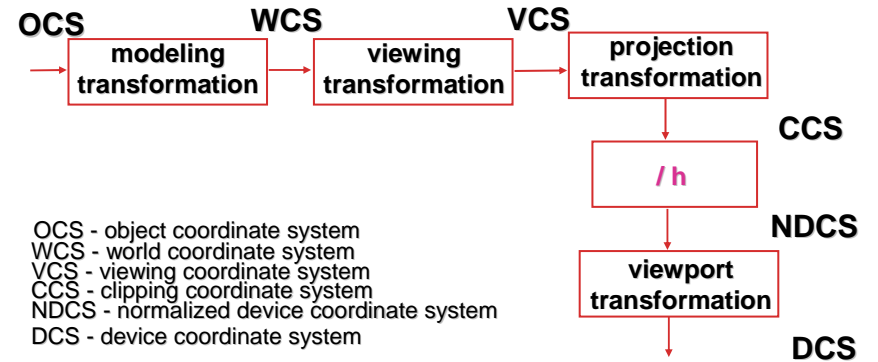 OCS
WCS
VCS
modeling
transformation
viewing
transformation
projection
transformation
CCS
/ h
NDCS
viewport
transformation
DCS
OCS - object coordinate system
WCS - world coordinate system
VCS - viewing coordinate system
CCS - clipping coordinate system
NDCS - normalized device coordinate system
DCS - device coordinate system